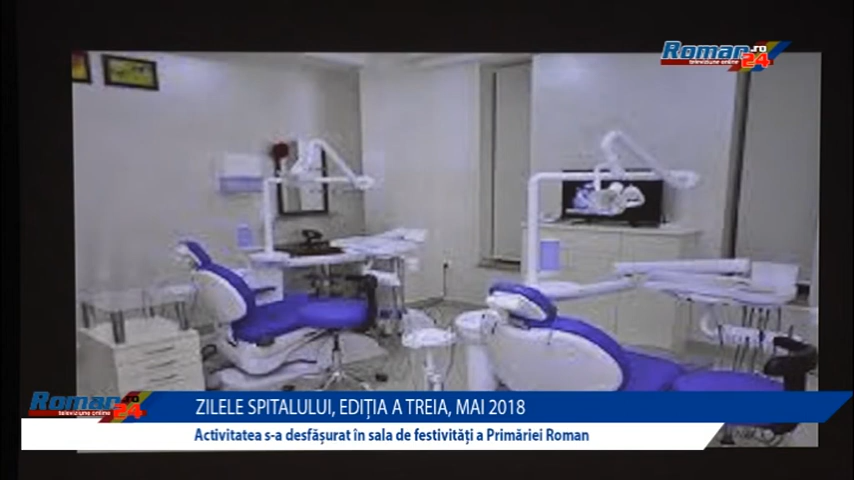 Roman
.ro
televiziune online
24
Roman
.ro
televiziune online
24
ZILELE SPITALULUI, EDIȚIA A TREIA, MAI 2018
Activitatea s-a desfășurat în sala de festivități a Primăriei Roman